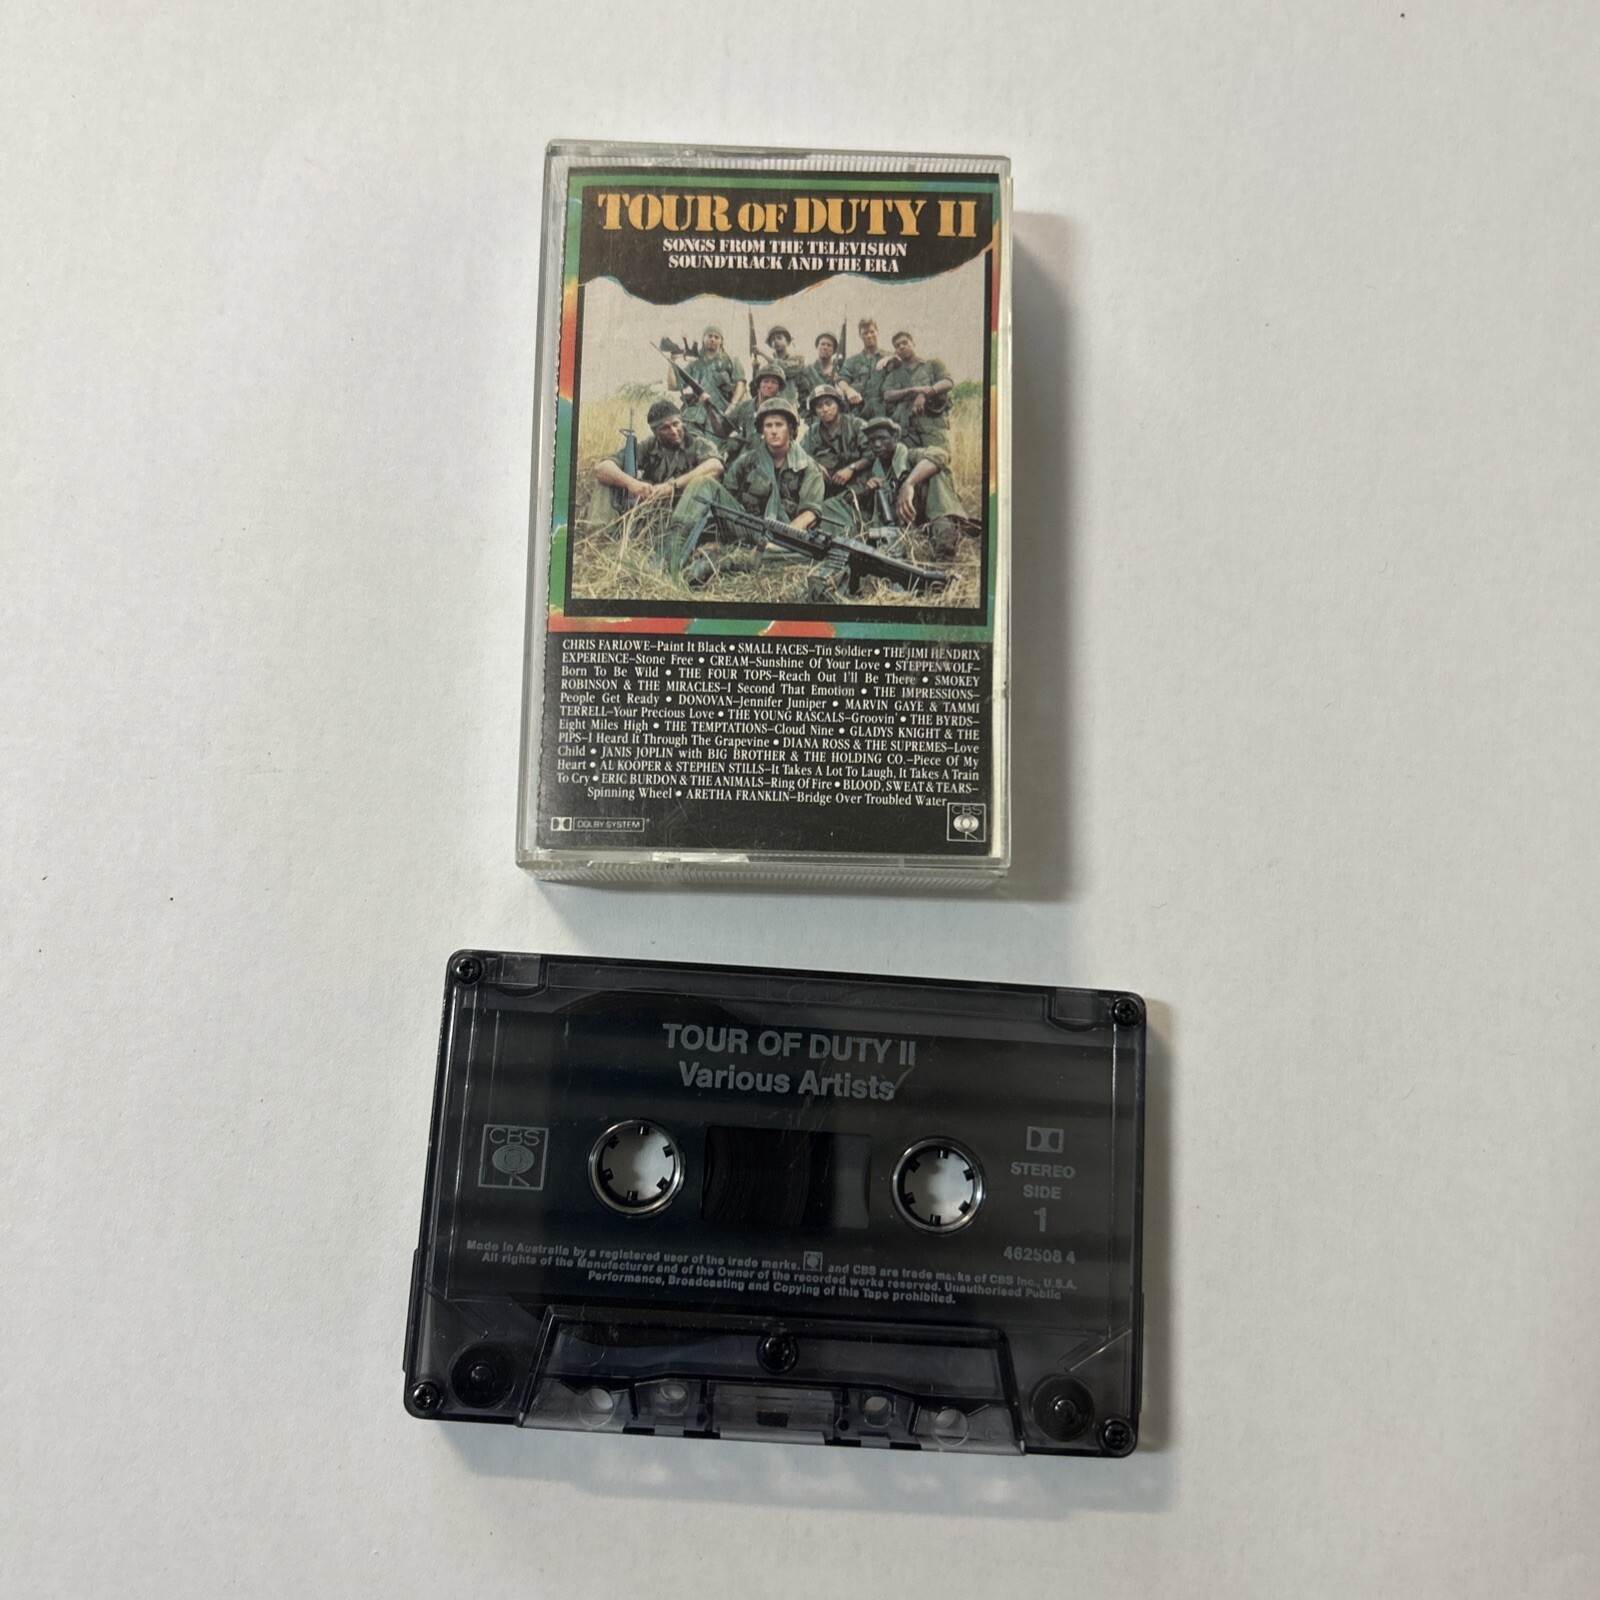 TOUR OF DUTY II
SONGS FROM THE TELEVISION
SOUNDTRACK AND THE ERA
CHRIS FARLOWE–Paint It Black • SMALL FACES–Tin Soldier • THE JIMI HENDRIX
EXPERIENCE–Stone Free • CREAM–Sunshine Of Your Love • STEPPENWOLF–
Born To Be Wild • THE FOUR TOPS–Reach Out I'll Be There • SMOKEY
ROBINSON & THE MIRACLES–I Second That Emotion • THE IMPRESSIONS–
People Get Ready • DONOVAN–Jennifer Juniper • MARVIN GAYE & TAMMI
TERRELL–Your Precious Love • THE YOUNG RASCALS–Groovin' • THE BYRDS–
Eight Miles High • THE TEMPTATIONS–Cloud Nine • GLADYS KNIGHT & THE
PIPS–I Heard It Through The Grapevine • DIANA ROSS & THE SUPREMES–Love
Child • JANIS JOPLIN with BIG BROTHER & THE HOLDING CO.–Piece Of My
Heart • AL KOOPER & STEPHEN STILLS–It Takes A Lot To Laugh, It Takes A Train
To Cry • ERIC BURDON & THE ANIMALS–Ring Of Fire • BLOOD, SWEAT & TEARS–
Spinning Wheel • ARETHA FRANKLIN–Bridge Over Troubled Water
DOLBY SYSTEM
CBS
TOUR OF DUTY II
Various Artists
CBS
STEREO
SIDE
1
462508 4
Made in Australia by a registered user of the trade marks. and CBS are trade marks of CBS Inc., U.S.A.
All rights of the Manufacturer and of the Owner of the recorded works reserved. Unauthorised Public
Performance, Broadcasting and Copying of this Tape prohibited.